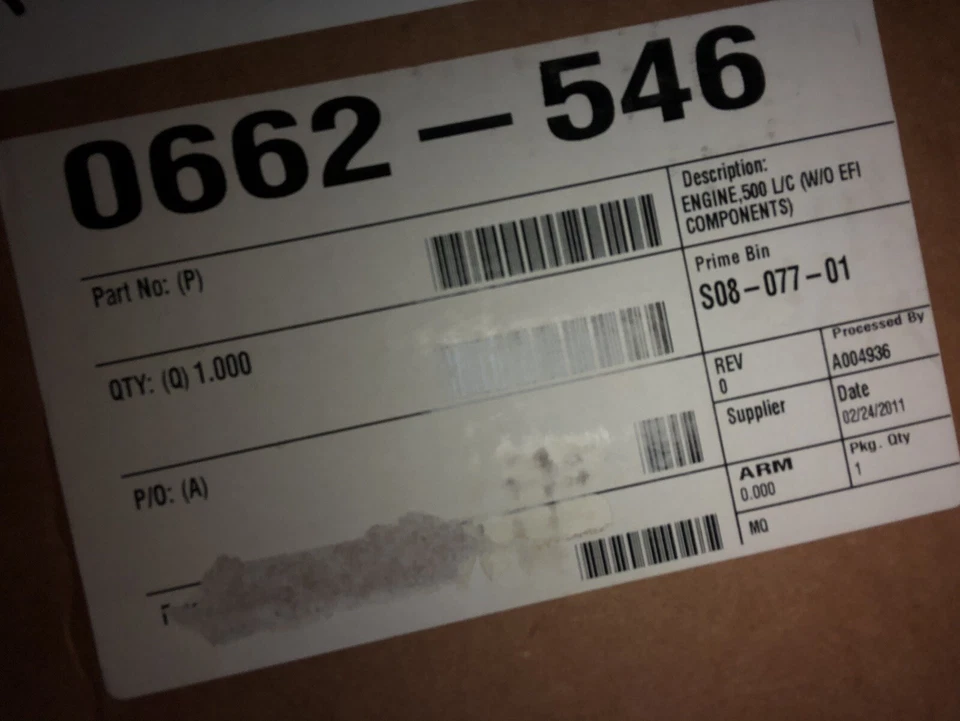 0662-546
Description:
ENGINE,500 L/C (W/O EFI
COMPONENTS)
Part No: (P)
Prime Bin
S08-077-01
QTY: (Q) 1.000
REV
0
Processed By
A004936
Supplier
Date
02/24/2011
P/O: (A)
ARM
0.000
Pkg. Qty
1
MQ